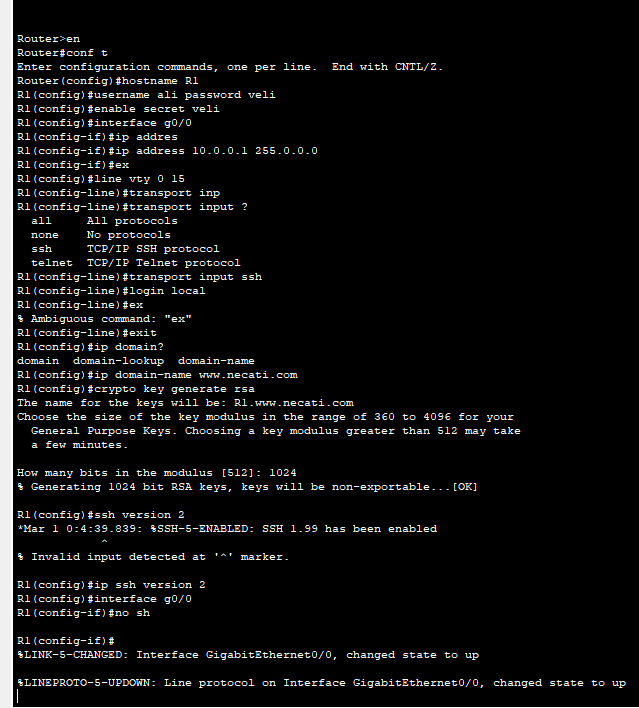 Router>en
Router#conf t
Enter configuration commands, one per line.  End with CNTL/Z.
Router(config)#hostname R1
R1(config)#username ali password veli
R1(config)#enable secret veli
R1(config)#interface g0/0
R1(config-if)#ip addres
R1(config-if)#ip address 10.0.0.1 255.0.0.0
R1(config-if)#ex
R1(config)#line vty 0 15
R1(config-line)#transport inp
R1(config-line)#transport input ?
  all     All protocols
  none    No protocols
  ssh     TCP/IP SSH protocol
  telnet  TCP/IP Telnet protocol
R1(config-line)#transport input ssh
R1(config-line)#login local
R1(config-line)#ex
% Ambiguous command: "ex"
R1(config-line)#exit
R1(config)#ip domain?
domain  domain-lookup  domain-name
R1(config)#ip domain-name www.necati.com
R1(config)#crypto key generate rsa
The name for the keys will be: R1.www.necati.com
Choose the size of the key modulus in the range of 360 to 4096 for your
  General Purpose Keys. Choosing a key modulus greater than 512 may take
  a few minutes.

How many bits in the modulus [512]: 1024
% Generating 1024 bit RSA keys, keys will be non-exportable...[OK]

R1(config)#ssh version 2
*Mar 1 0:4:39.839: %SSH-5-ENABLED: SSH 1.99 has been enabled
            ^
% Invalid input detected at '^' marker.

R1(config)#ip ssh version 2
R1(config)#interface g0/0
R1(config-if)#no sh

R1(config-if)#
%LINK-5-CHANGED: Interface GigabitEthernet0/0, changed state to up

%LINEPROTO-5-UPDOWN: Line protocol on Interface GigabitEthernet0/0, changed state to up